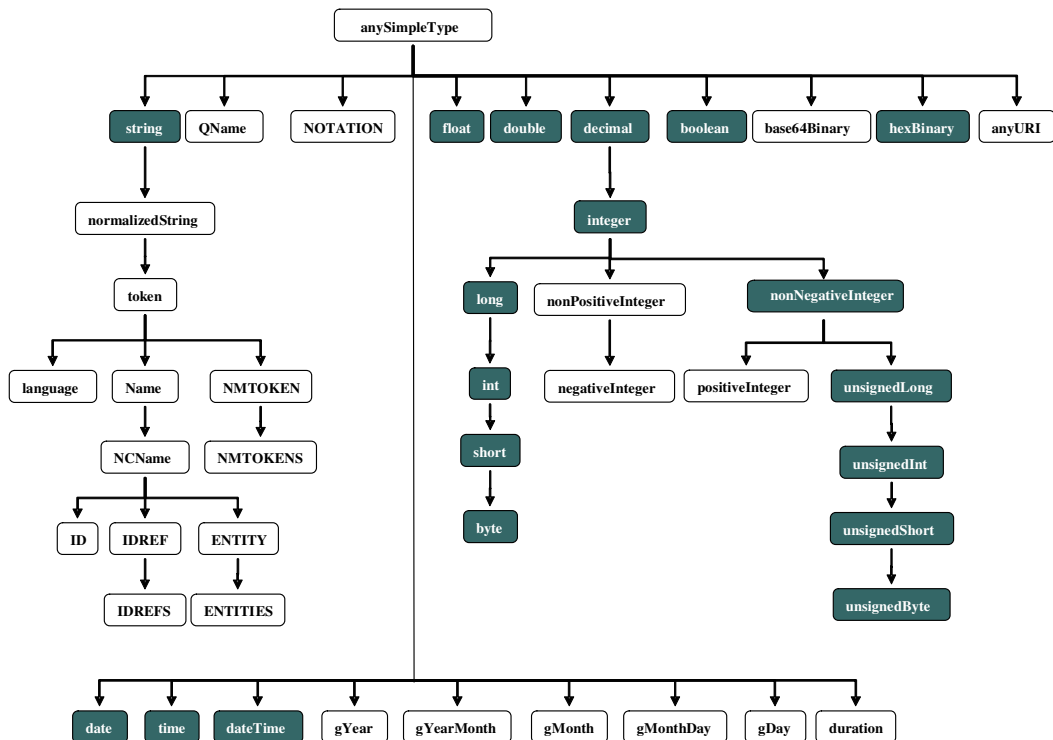 anySimpleType
string
QName
NOTATION
float
double
decimal
boolean
base64Binary
hexBinary
anyURI
normalizedString
integer
token
long
nonPositiveInteger
nonNegativeInteger
language
Name
NMTOKEN
int
negativeInteger
positiveInteger
unsignedLong
NCName
NMTOKENS
short
unsignedInt
ID
IDREF
ENTITY
byte
unsignedShort
IDREFS
ENTITIES
unsignedByte
date
time
dateTime
gYear
gYearMonth
gMonth
gMonthDay
gDay
duration